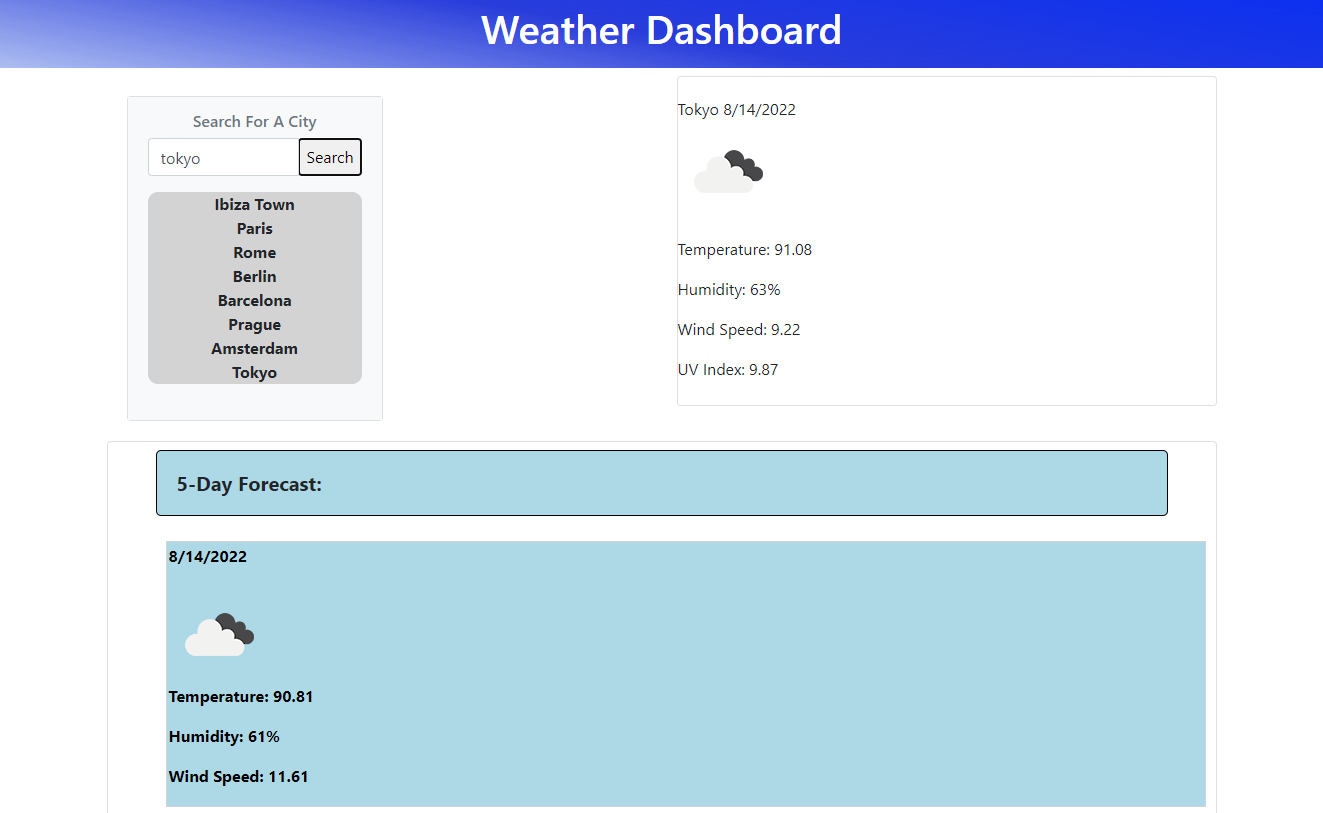 Weather Dashboard
Search For A City
tokyo
Search
Ibiza Town
Paris
Rome
Berlin
Barcelona
Prague
Amsterdam
Tokyo
Tokyo 8/14/2022
Temperature: 91.08
Humidity: 63%
Wind Speed: 9.22
UV Index: 9.87
5-Day Forecast:
8/14/2022
Temperature: 90.81
Humidity: 61%
Wind Speed: 11.61